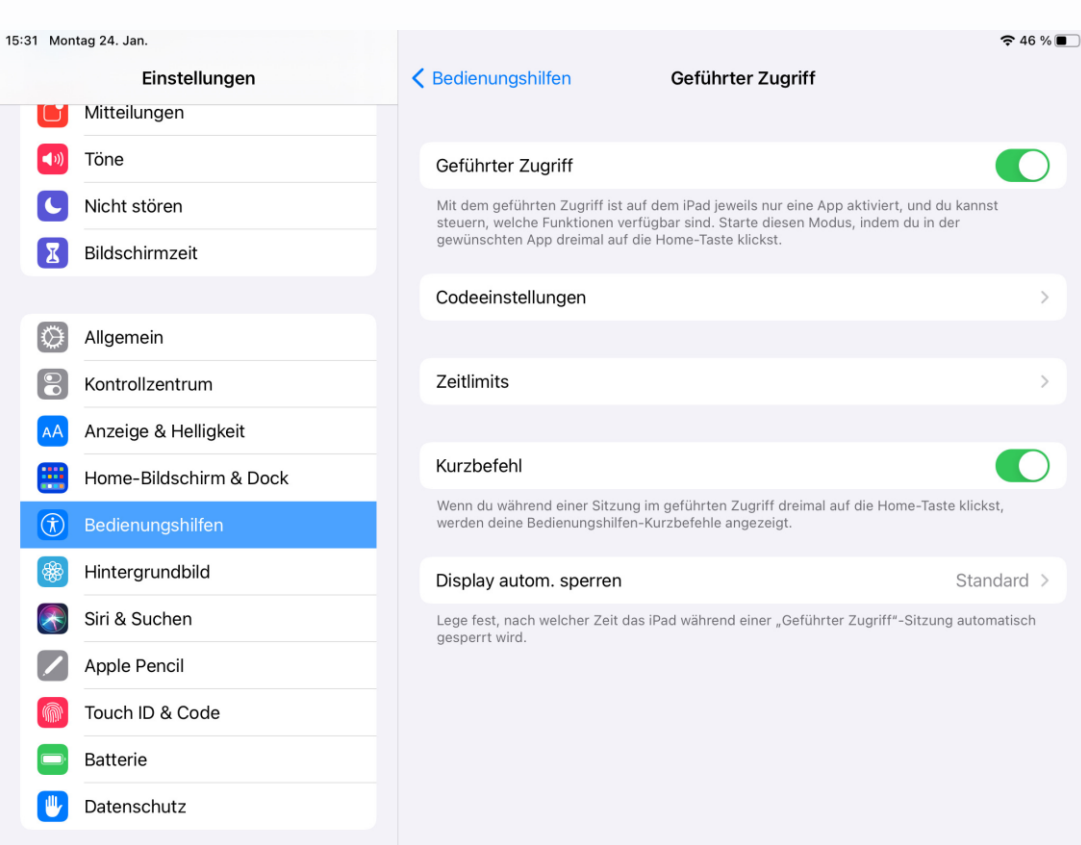 15:31 Montag 24. Jan.
46 %
Einstellungen
Mitteilungen
Töne
Nicht stören
Bildschirmzeit
Allgemein
Kontrollzentrum
AA Anzeige & Helligkeit
Home-Bildschirm & Dock
Bedienungshilfen
Hintergrundbild
Siri & Suchen
Apple Pencil
Touch ID & Code
Batterie
Datenschutz
Bedienungshilfen
Geführter Zugriff
Geführter Zugriff
Mit dem geführten Zugriff ist auf dem iPad jeweils nur eine App aktiviert, und du kannst
steuern, welche Funktionen verfügbar sind. Starte diesen Modus, indem du in der
gewünschten App dreimal auf die Home-Taste klickst.
Codeeinstellungen
Zeitlimits
Kurzbefehl
Wenn du während einer Sitzung im geführten Zugriff dreimal auf die Home-Taste klickst,
werden deine Bedienungshilfen-Kurzbefehle angezeigt.
Display autom. sperren Standard
Lege fest, nach welcher Zeit das iPad während einer „Geführter Zugriff“-Sitzung automatisch
gesperrt wird.